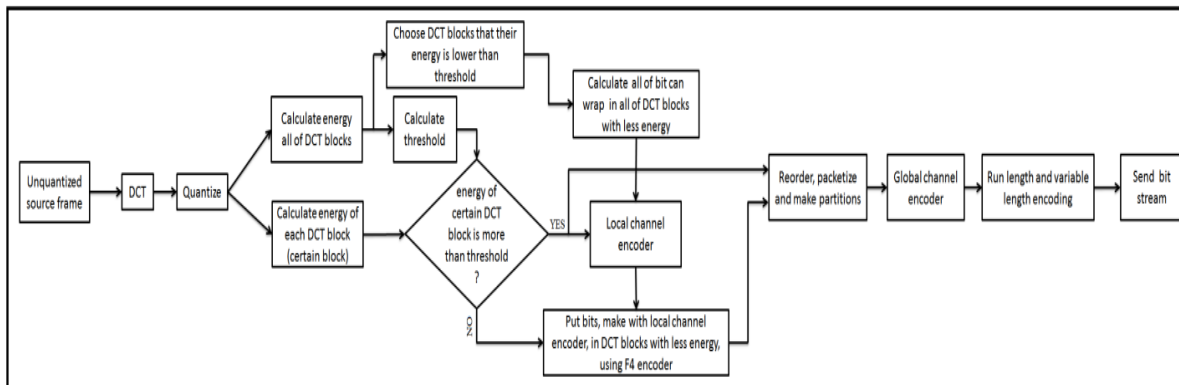 Unquantized
source frame
DCT
Quantize
Calculate energy
all of DCT blocks
Calculate energy of
each DCT block
(certain block)
Choose DCT blocks that their
energy is lower than
threshold
Calculate
threshold
energy of
certain DCT
block is more
than threshold
?
YES
NO
Calculate all of bit can
wrap in all of DCT blocks
with less energy
Local channel
encoder
Put bits, make with local channel
encoder, in DCT blocks with less energy,
using F4 encoder
Reorder, packetize
and make partitions
Global channel
encoder
Run length and variable
length encoding
Send bit
stream